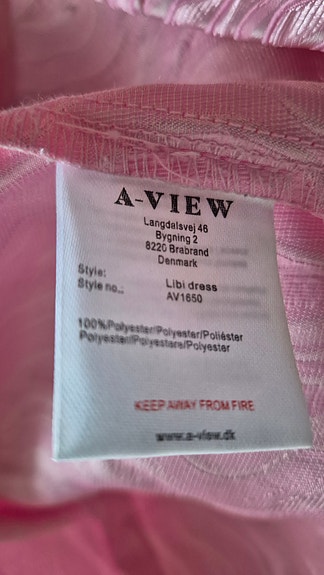 A-VIEW
Langdalsvej 46
Bygning 2
8220 Brabrand
Denmark
Style: Libi dress
Style no.. AV1650
100%Polyester/Polyester/Poliéster
Polyester/Polyestare/Polyester
KEEP AWAY FROM FIRE
www.a-view.dk